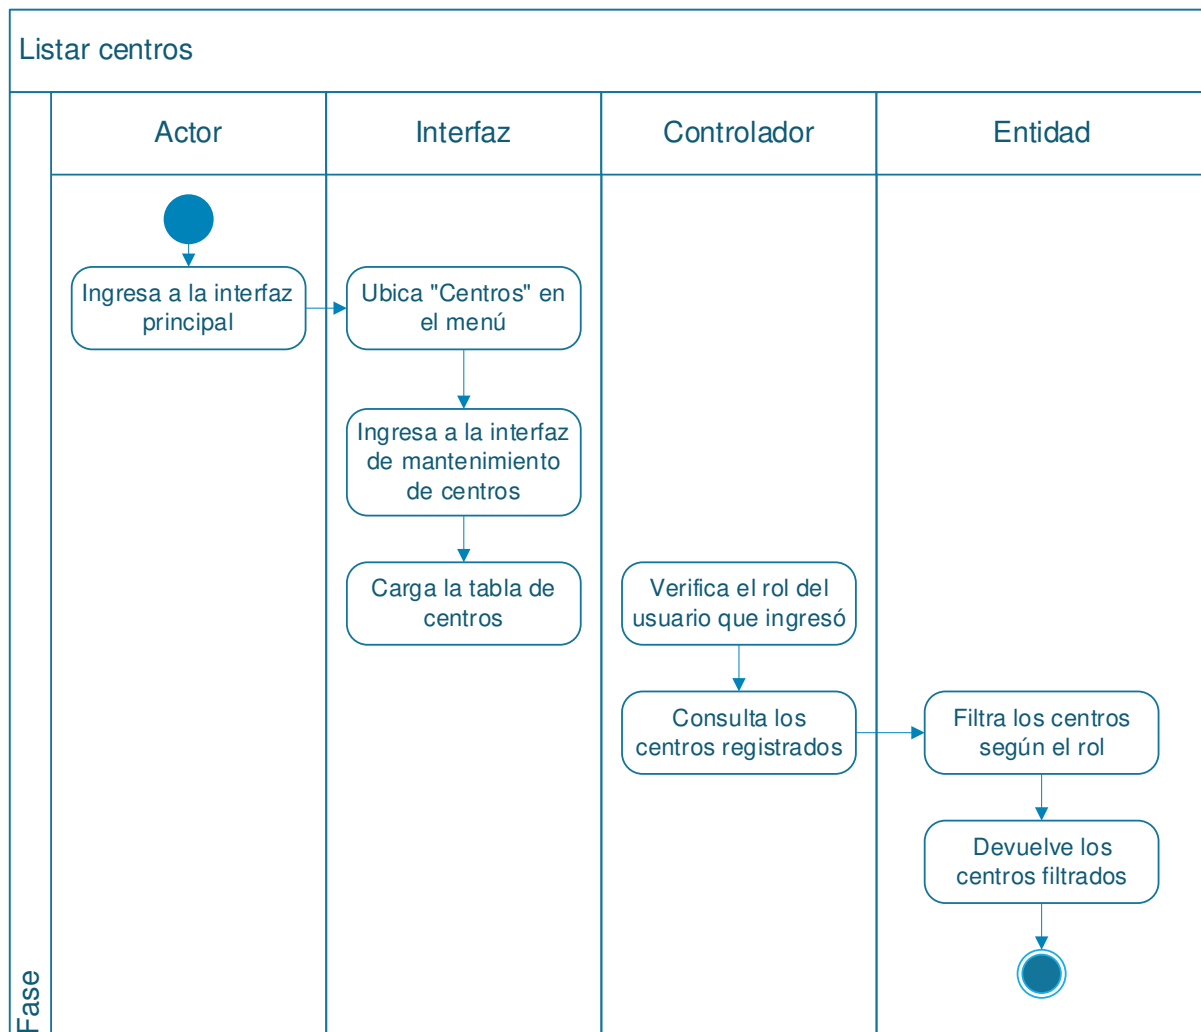 Listar centros
Fase
Actor
Interfaz
Controlador
Entidad
Ingresa a la interfaz
principal
Ubica "Centros" en
el menú
Ingresa a la interfaz
de mantenimiento
de centros
Carga la tabla de
centros
Verifica el rol del
usuario que ingresó
Consulta los
centros registrados
Filtra los centros
según el rol
Devuelve los
centros filtrados